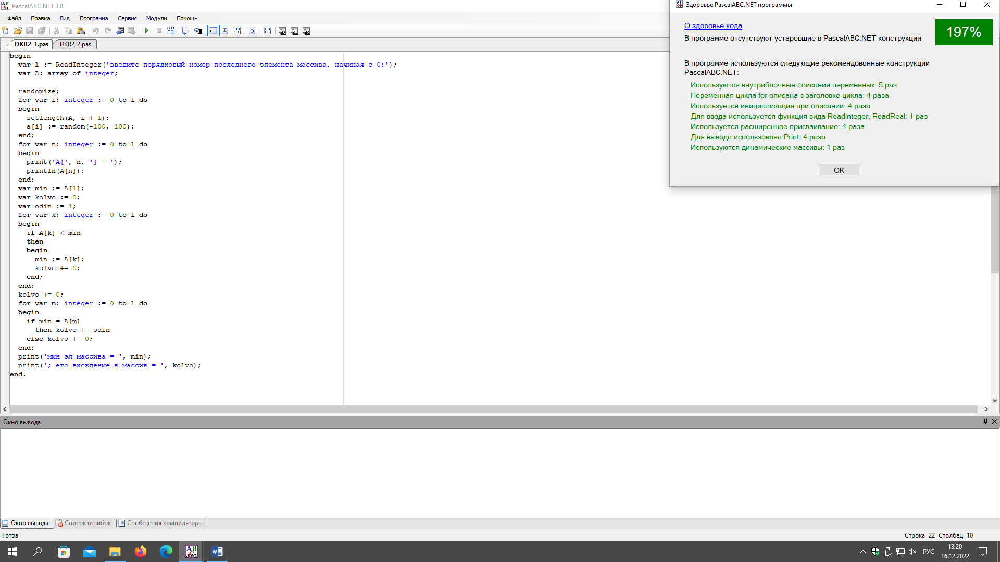 PascalABC.NET 3.8
Файл Правка Вид Программа Сервис Модули Помощь
DKR2_1.pas DKR2_2.pas
begin
var l := ReadInteger('введите порядковый номер последнего элемента массива, начиная с 0:');
var A: array of integer;
randomize;
for var i: integer := 0 to l do
begin
setlength(A, i + 1);
a[i] := random(-100, 100);
end;
for var n: integer := 0 to l do
begin
print('A[', n, '] = ');
println(A[n]);
end;
var min := A[l];
var kolvo := 0;
var odin := 1;
for var k: integer := 0 to l do
begin
if A[k] < min
then
begin
min := A[k];
kolvo += 0;
end;
end;
kolvo += 0;
for var m: integer := 0 to l do
begin
if min = A[m]
then kolvo += odin
else kolvo += 0;
end;
print('мин эл массива = ', min);
print('; его вхождение в массив = ', kolvo);
end.
Здоровье PascalABC.NET программы
О здоровье кода
197%
В программе отсутствуют устаревшие в PascalABC.NET конструкции
В программе используются следующие рекомендованные конструкции
PascalABC.NET:
Используются внутриблочные описания переменных: 5 раз
Переменная цикла for описана в заголовке цикла: 4 раза
Используется инициализация при описании: 4 раза
Для ввода используется функция вида ReadInteger, ReadReal: 1 раз
Используется расширенное присваивание: 4 раза
Для вывода использована Print: 4 раза
Используются динамические массивы: 1 раз
OK
Окно вывода
Окно вывода Список ошибок Сообщения компилятора
Готов
Строка 22 Столбец 10
РУС
13:20
16.12.2022